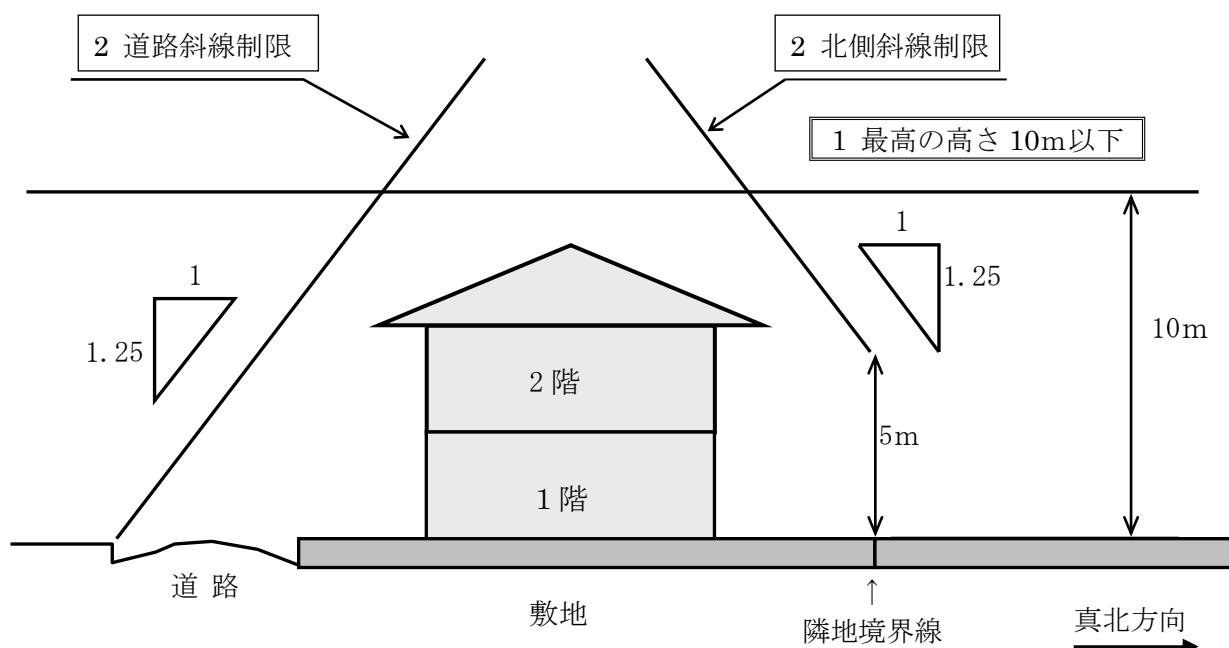 2 道路斜線制限
2 北側斜線制限
1 最高の高さ 10m以下
1
1.25
1
1.25
10m
2 階
5m
1 階
道 路
敷地
↑
隣地境界線
真北方向